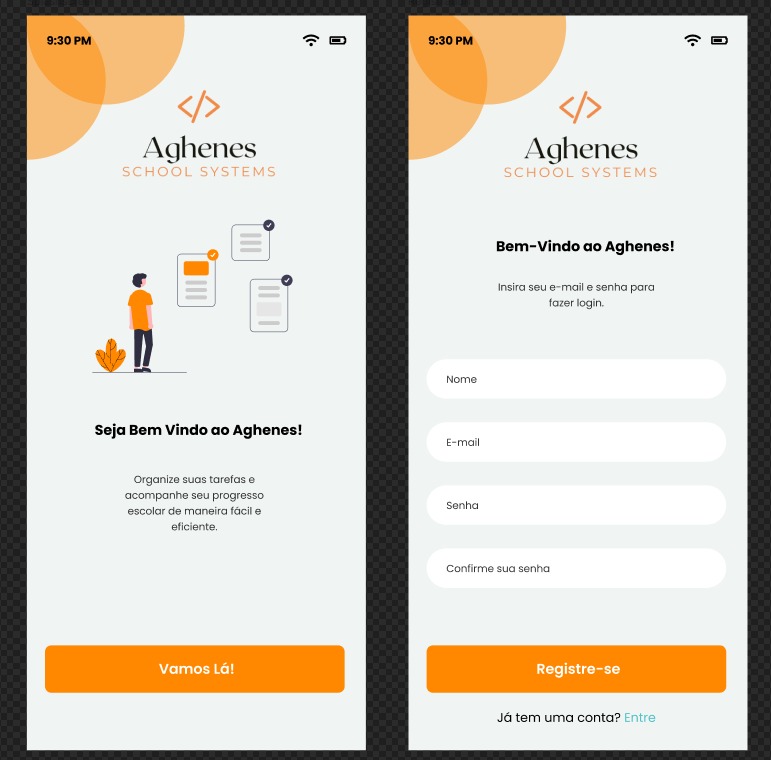 9:30 PM
</>
Aghenes
SCHOOL SYSTEMS
Seja Bem Vindo ao Aghenes!
Organize suas tarefas e
acompanhe seu progresso
escolar de maneira fácil e
eficiente.
Vamos Lá!
9:30 PM
</>
Aghenes
SCHOOL SYSTEMS
Bem-Vindo ao Aghenes!
Insira seu e-mail e senha para
fazer login.
Nome
E-mail
Senha
Confirme sua senha
Registre-se
Já tem uma conta? Entre